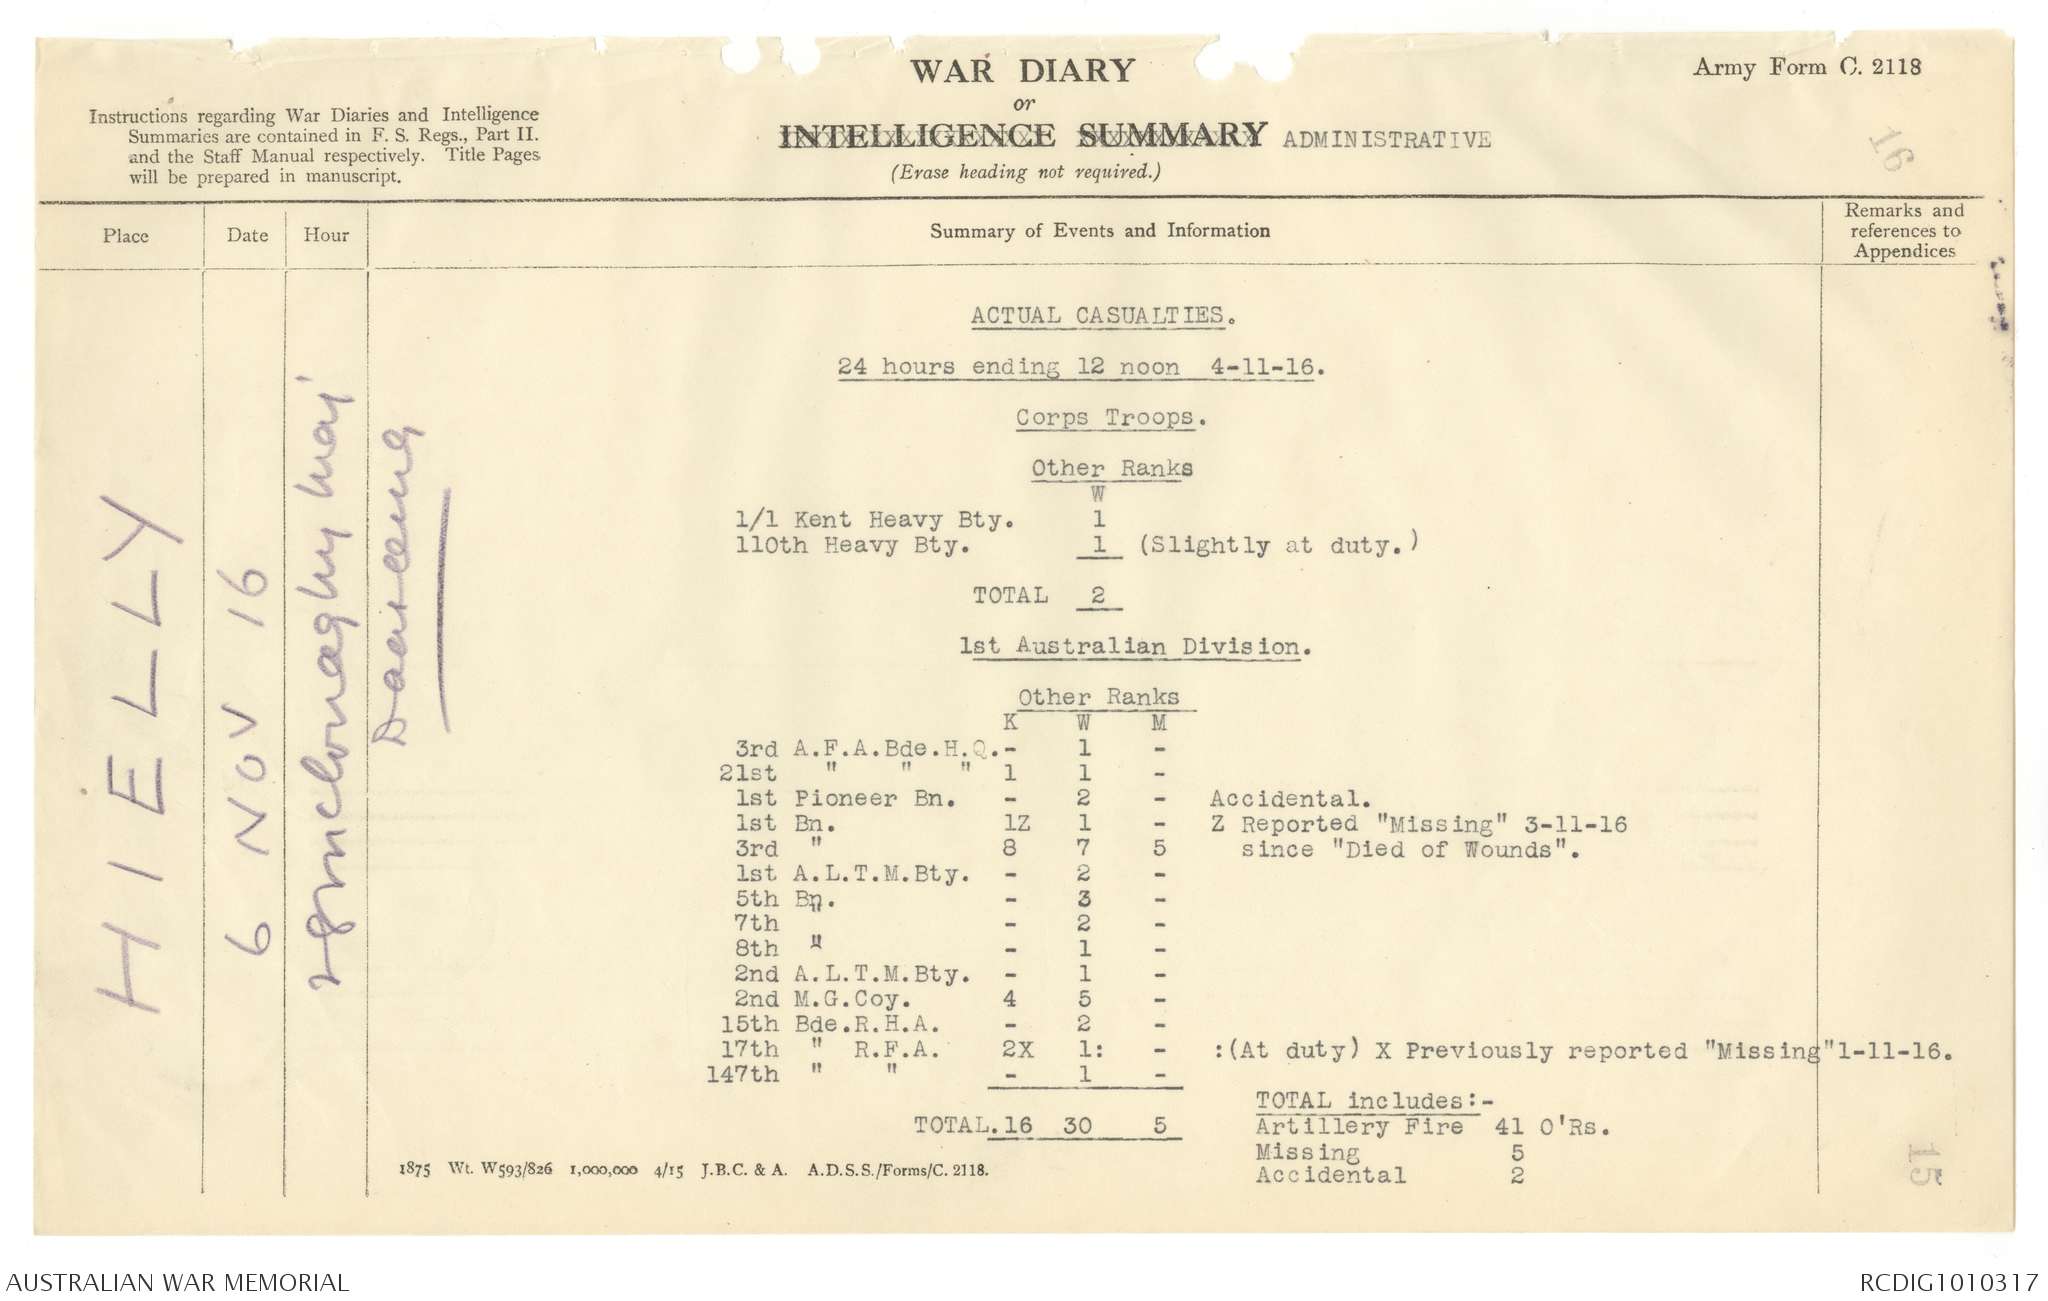 WAR DIARY
or
INTELLIGENCE SUMMARY ADMINISTRATIVE
(Erase heading not required.)
Army Form C. 2118
Instructions regarding War Diaries and Intelligence
Summaries are contained in F. S. Regs., Part II.
and the Staff Manual respectively. Title Pages
will be prepared in manuscript.
16
Place
Date
Hour
Summary of Events and Information
Remarks and
references to
Appendices
HIELLY
6 NOV 16
ACTUAL CASUALTIES.
24 hours ending 12 noon 4-11-16.
Corps Troops.
Other Ranks
W
1/1 Kent Heavy Bty. 1
110th Heavy Bty. 1 (Slightly at duty.)
TOTAL 2
1st Australian Division.
Other Ranks
K W M
3rd A.F.A.Bde.H.Q.- 1 -
21st " " " 1 1 -
1st Pioneer Bn. - 2 - Accidental.
1st Bn. 1Z 1 - Z Reported "Missing" 3-11-16
3rd " 8 7 5 since "Died of Wounds".
1st A.L.T.M.Bty. - 2 -
5th Bn. - 3 -
7th " - 2 -
8th " - 1 -
2nd A.L.T.M.Bty. - 1 -
2nd M.G.Coy. 4 5 -
15th Bde.R.H.A. - 2 -
17th " R.F.A. 2X 1: - :(At duty) X Previously reported "Missing"1-11-16.
147th " " - 1 -
TOTAL.16 30 5
TOTAL includes:-
Artillery Fire 41 O'Rs.
Missing 5
Accidental 2
1875 Wt. W593/826 1,000,000 4/15 J.B.C. & A. A.D.S.S./Forms/C. 2118.
15
AUSTRALIAN WAR MEMORIAL
RCDIG1010317